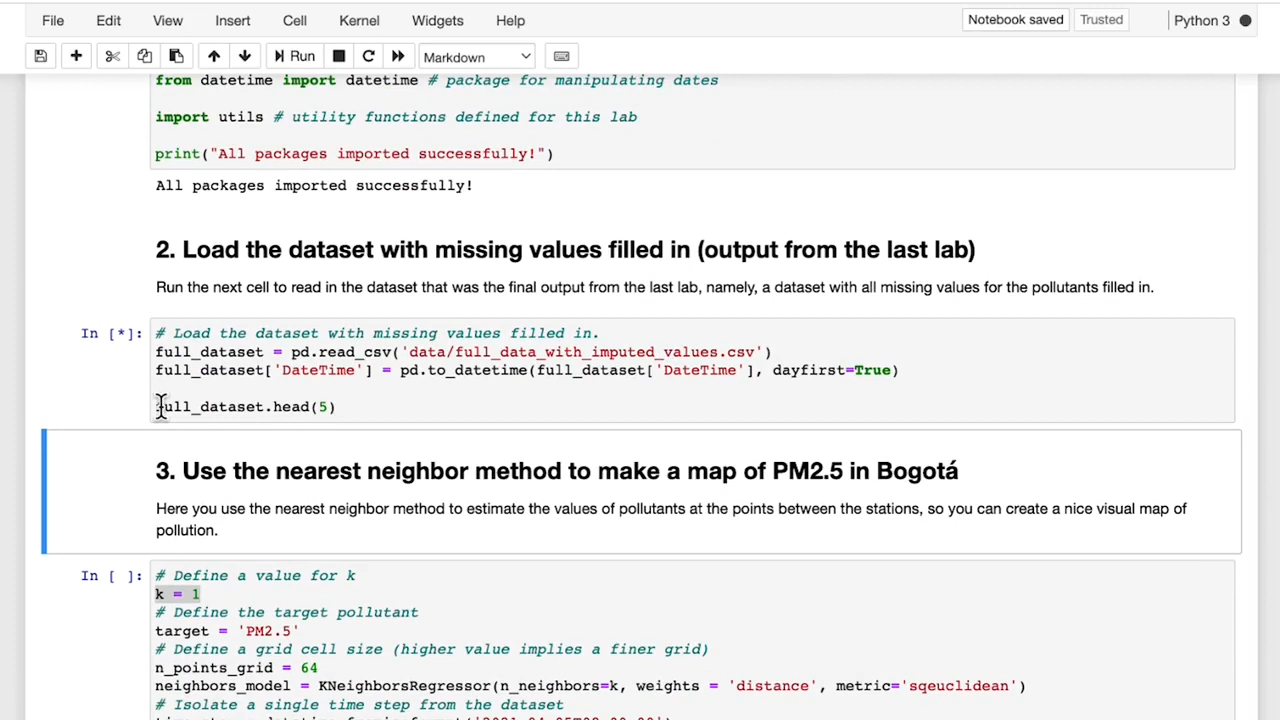 File Edit View Insert Cell Kernel Widgets Help Notebook saved Trusted Python 3
Run Markdown
from datetime import datetime # package for manipulating dates
import utils # utility functions defined for this lab
print("All packages imported successfully!")
All packages imported successfully!
2. Load the dataset with missing values filled in (output from the last lab)
Run the next cell to read in the dataset that was the final output from the last lab, namely, a dataset with all missing values for the pollutants filled in.
In [*]: # Load the dataset with missing values filled in.
full_dataset = pd.read_csv('data/full_data_with_imputed_values.csv')
full_dataset['DateTime'] = pd.to_datetime(full_dataset['DateTime'], dayfirst=True)
full_dataset.head(5)
3. Use the nearest neighbor method to make a map of PM2.5 in Bogotá
Here you use the nearest neighbor method to estimate the values of pollutants at the points between the stations, so you can create a nice visual map of
pollution.
In [ ]: # Define a value for k
k = 1
# Define the target pollutant
target = 'PM2.5'
# Define a grid cell size (higher value implies a finer grid)
n_points_grid = 64
neighbors_model = KNeighborsRegressor(n_neighbors=k, weights = 'distance', metric='sqeuclidean')
# Isolate a single time step from the dataset